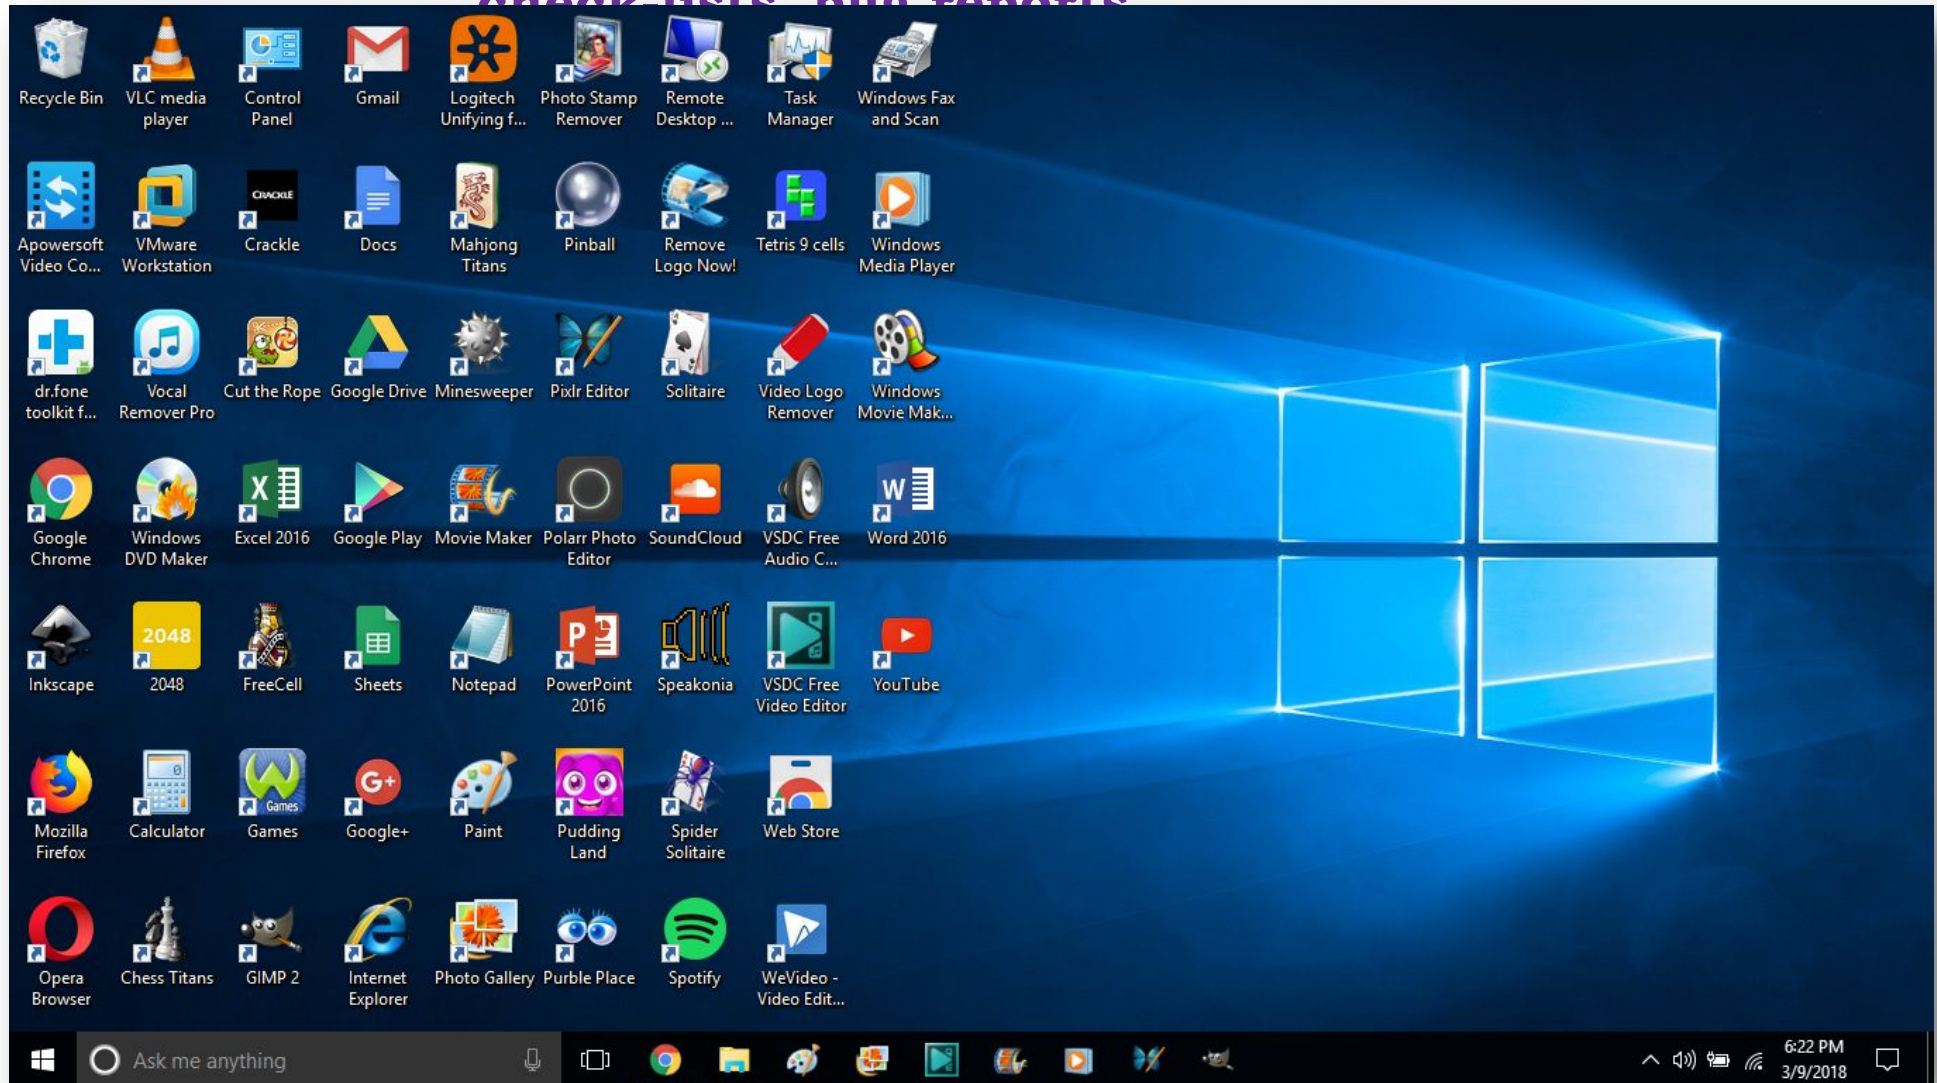 check-lists, bug reports
Recycle Bin
VLC media
player
Control
Panel
Gmail
Logitech
Unifying f...
Photo Stamp
Remover
Remote
Desktop ...
Task
Manager
Windows Fax
and Scan
Apowersoft
Video Co...
VMware
Workstation
CRACKLE
Crackle
Docs
Mahjong
Titans
Pinball
Remove
Logo Now!
Tetris 9 cells
Windows
Media Player
dr.fone
toolkit f...
Vocal
Remover Pro
Cut the Rope
Google Drive
Minesweeper
Pixlr Editor
Solitaire
Video Logo
Remover
Windows
Movie Mak...
Google
Chrome
Windows
DVD Maker
X
Excel 2016
Google Play
Movie Maker
Polarr Photo
Editor
SoundCloud
VSDC Free
Audio C...
W
Word 2016
Inkscape
2048
2048
FreeCell
Sheets
Notepad
P
PowerPoint
2016
Speakonia
VSDC Free
Video Editor
YouTube
Mozilla
Firefox
0
Calculator
Games
Games
G+
Google+
Paint
Pudding
Land
Spider
Solitaire
Web Store
Opera
Browser
Chess Titans
GIMP 2
Internet
Explorer
Photo Gallery
Purble Place
Spotify
WeVideo -
Video Edit...
Ask me anything
6:22 PM
3/9/2018